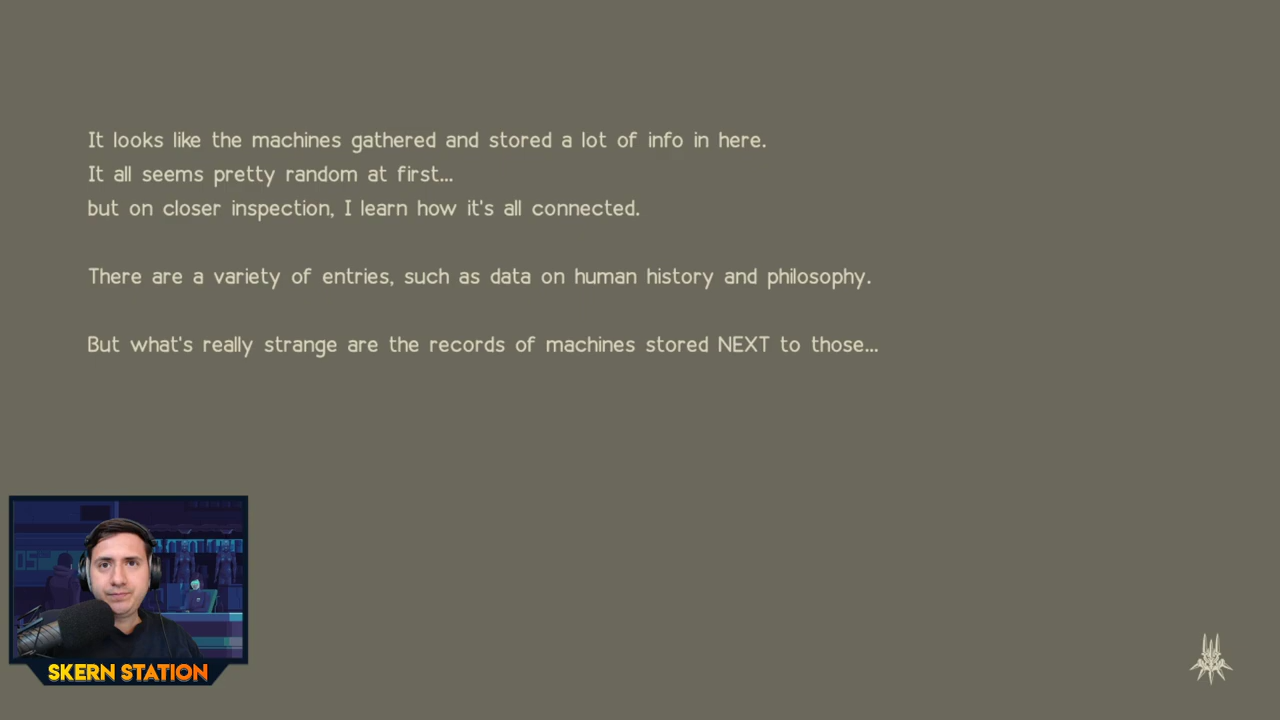 It looks like the machines gathered and stored a lot of info in here.
It all seems pretty random at first...
but on closer inspection, I learn how it's all connected.
There are a variety of entries, such as data on human history and philosophy.
But what's really strange are the records of machines stored NEXT to those...
05
SKERN STATION